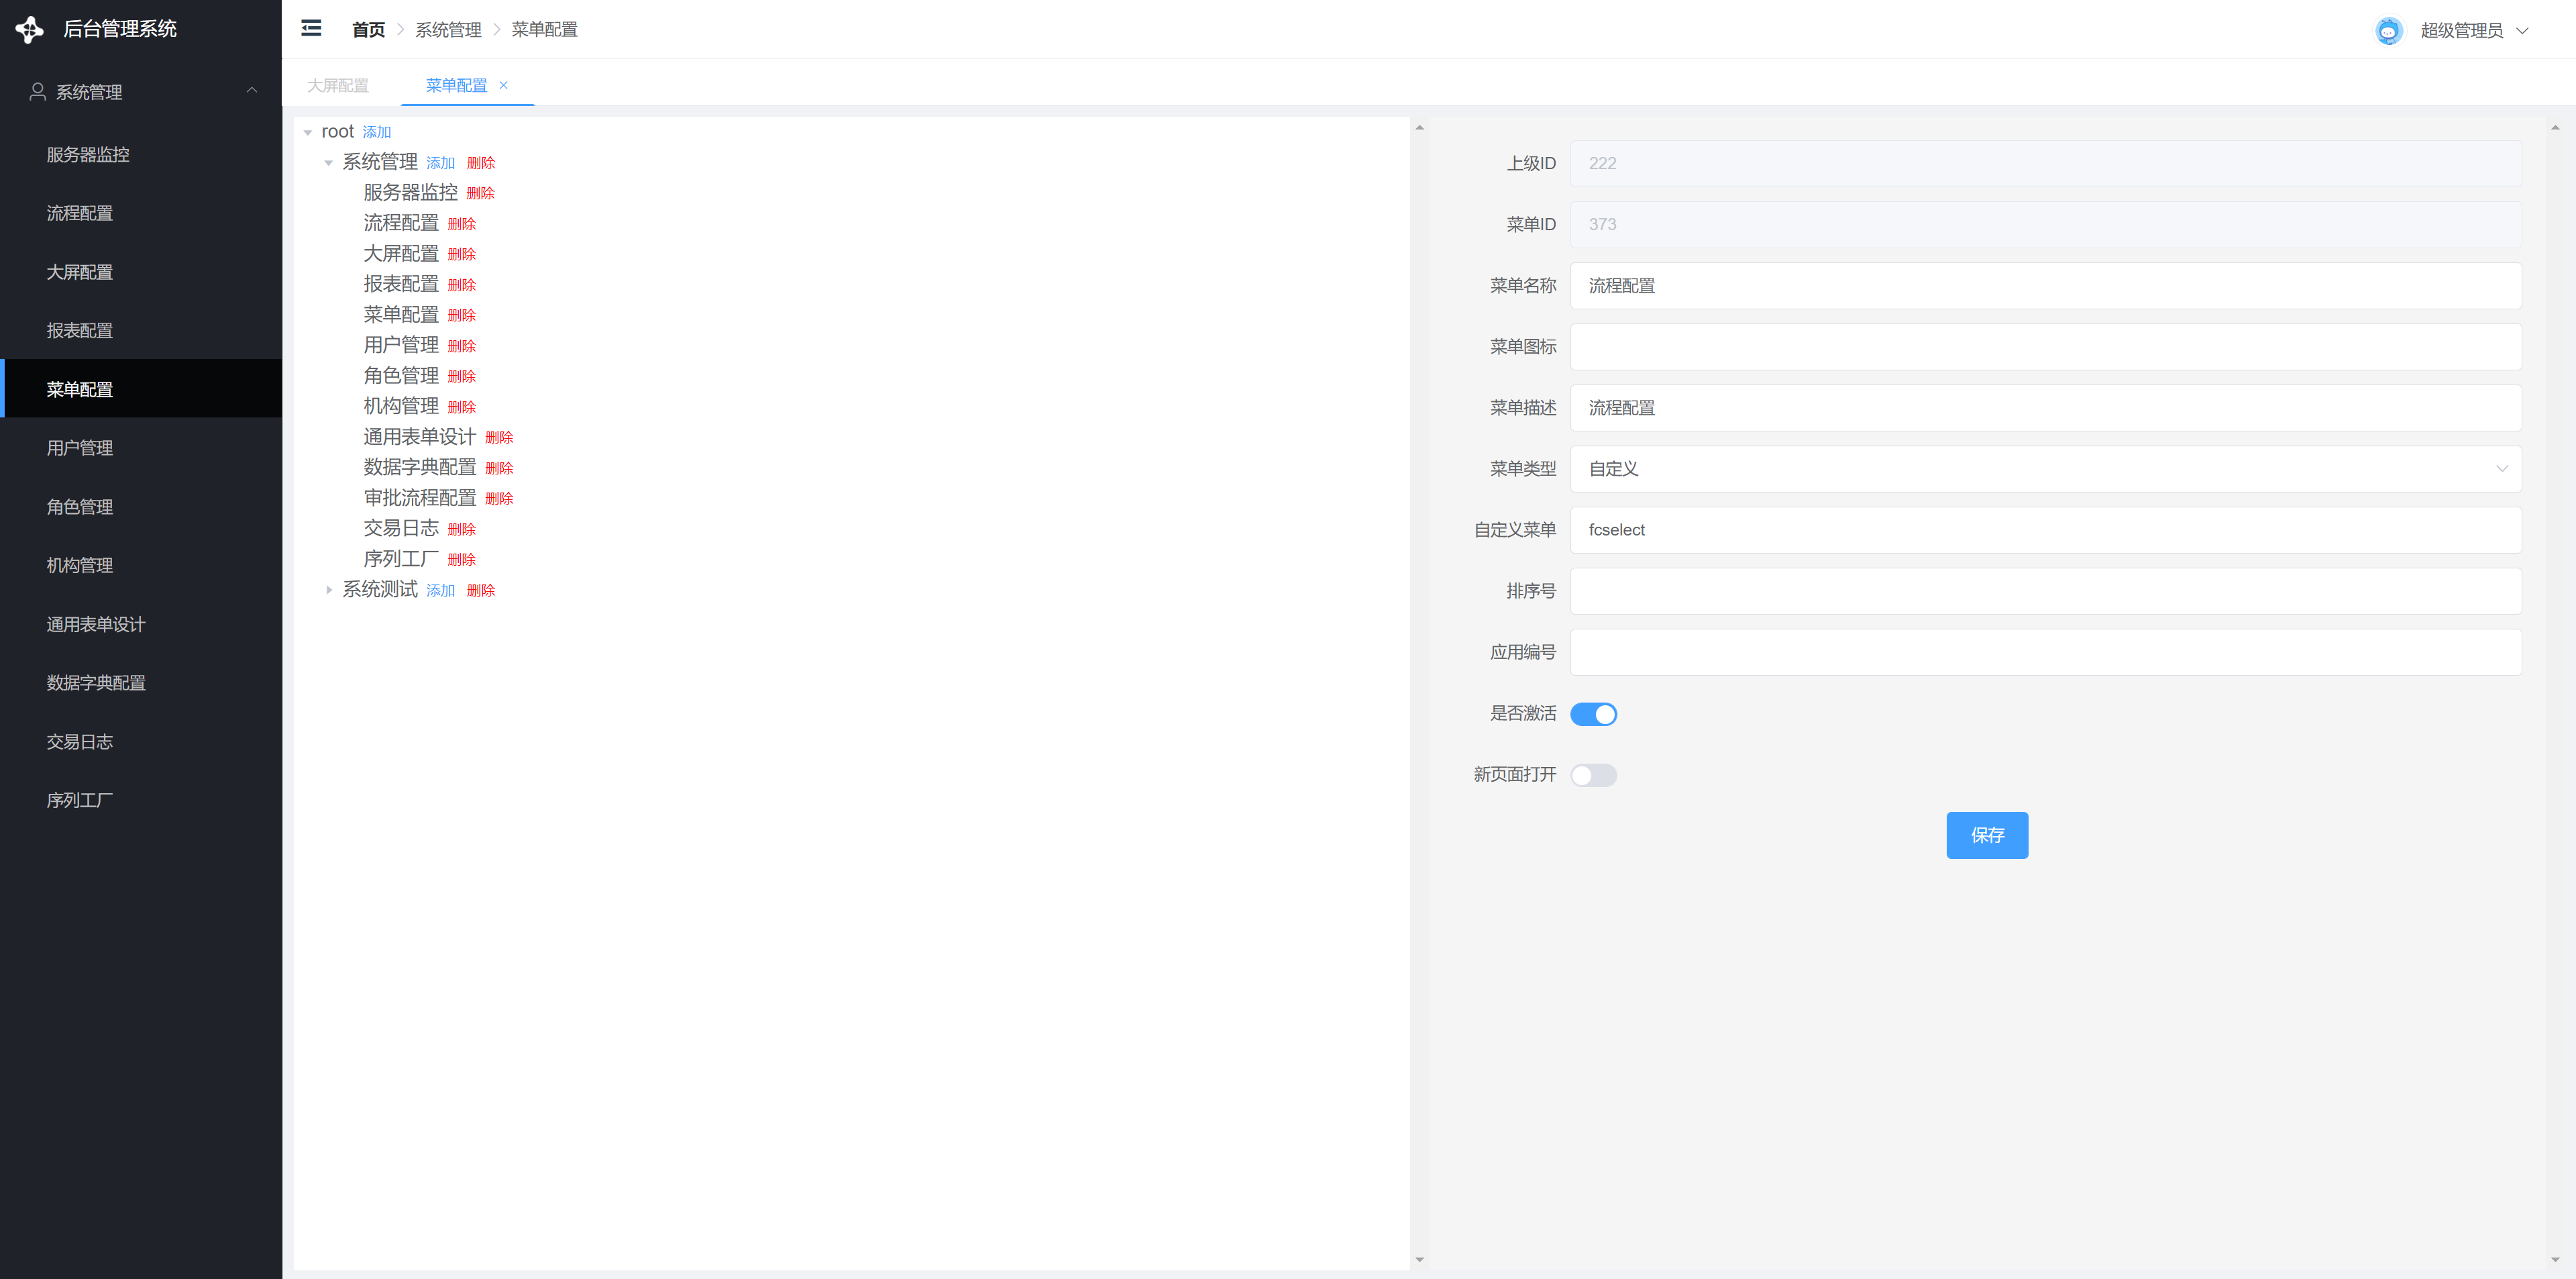 后台管理系统
系统管理
服务器监控
流程配置
大屏配置
报表配置
菜单配置
用户管理
角色管理
机构管理
通用表单设计
数据字典配置
交易日志
序列工厂
首页 系统管理 菜单配置
超级管理员
大屏配置 菜单配置
root 添加
系统管理 添加 删除
服务器监控 删除
流程配置 删除
大屏配置 删除
报表配置 删除
菜单配置 删除
用户管理 删除
角色管理 删除
机构管理 删除
通用表单设计 删除
数据字典配置 删除
审批流程配置 删除
交易日志 删除
序列工厂 删除
系统测试 添加 删除
上级ID 222
菜单ID 373
菜单名称 流程配置
菜单图标
菜单描述 流程配置
菜单类型 自定义
自定义菜单 fcselect
排序号
应用编号
是否激活
新页面打开
保存